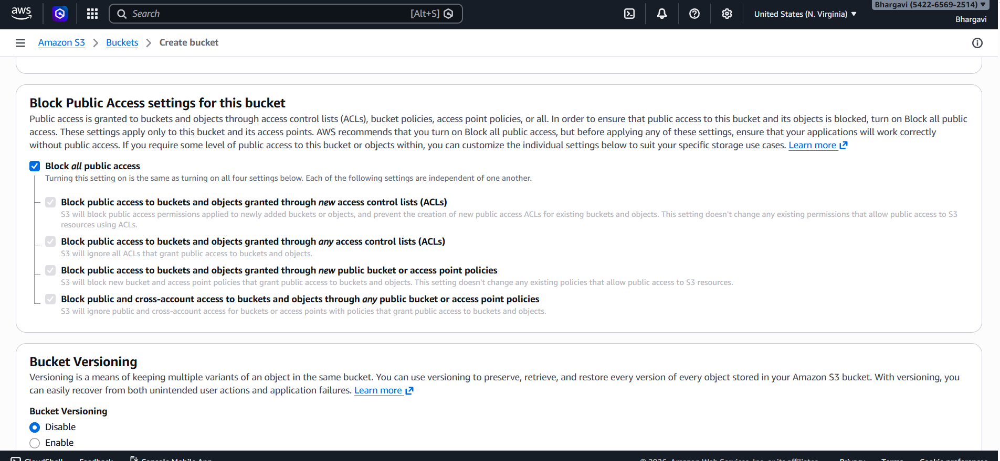 aws
Search
[Alt+S]
United States (N. Virginia)
Bhargavi (5422-6569-2514)
Bhargavi
Amazon S3
Buckets
Create bucket
Block Public Access settings for this bucket
Public access is granted to buckets and objects through access control lists (ACLs), bucket policies, access point policies, or all. In order to ensure that public access to this bucket and its objects is blocked, turn on Block all public
access. These settings apply only to this bucket and its access points. AWS recommends that you turn on Block all public access, but before applying any of these settings, ensure that your applications will work correctly
without public access. If you require some level of public access to this bucket or objects within, you can customize the individual settings below to suit your specific storage use cases. Learn more
Block all public access
Turning this setting on is the same as turning on all four settings below. Each of the following settings are independent of one another.
Block public access to buckets and objects granted through new access control lists (ACLs)
S3 will block public access permissions applied to newly added buckets or objects, and prevent the creation of new public access ACLs for existing buckets and objects. This setting doesn't change any existing permissions that allow public access to S3
resources using ACLs.
Block public access to buckets and objects granted through any access control lists (ACLs)
S3 will ignore all ACLs that grant public access to buckets and objects.
Block public access to buckets and objects granted through new public bucket or access point policies
S3 will block new bucket and access point policies that grant public access to buckets and objects. This setting doesn't change any existing policies that allow public access to S3 resources.
Block public and cross-account access to buckets and objects through any public bucket or access point policies
S3 will ignore public and cross-account access for buckets or access points with policies that grant public access to buckets and objects.
Bucket Versioning
Versioning is a means of keeping multiple variants of an object in the same bucket. You can use versioning to preserve, retrieve, and restore every version of every object stored in your Amazon S3 bucket. With versioning, you
can easily recover from both unintended user actions and application failures. Learn more
Bucket Versioning
Disable
Enable
CloudShell Feedback Console Mobile App © 2026, Amazon Web Services, Inc. or its affiliates. Privacy Terms Cookie preferences